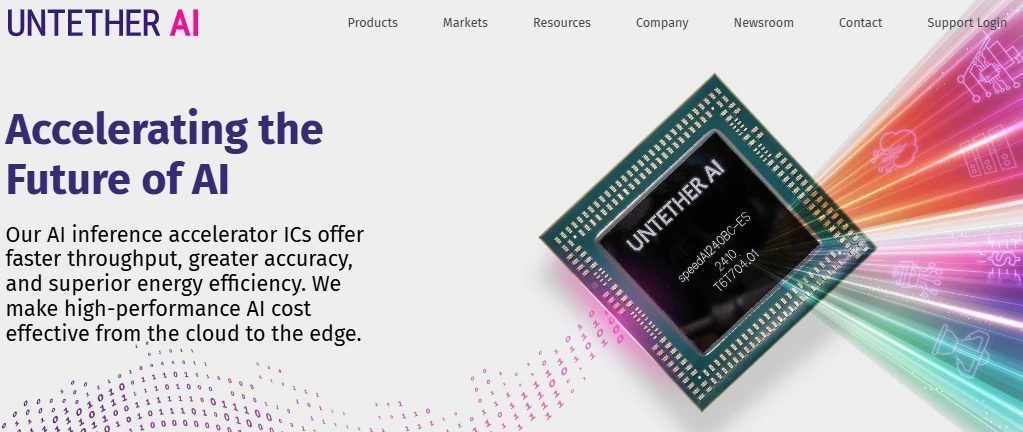 UNTETHER AI
Products
Markets
Resources
Company
Newsroom
Contact
Support Login
Accelerating the
Future of AI
Our AI inference accelerator ICs offer
faster throughput, greater accuracy,
and superior energy efficiency. We
make high-performance AI cost
effective from the cloud to the edge.
UNTETHER AI
speedAI240BC-ES
2410
T6T704.01